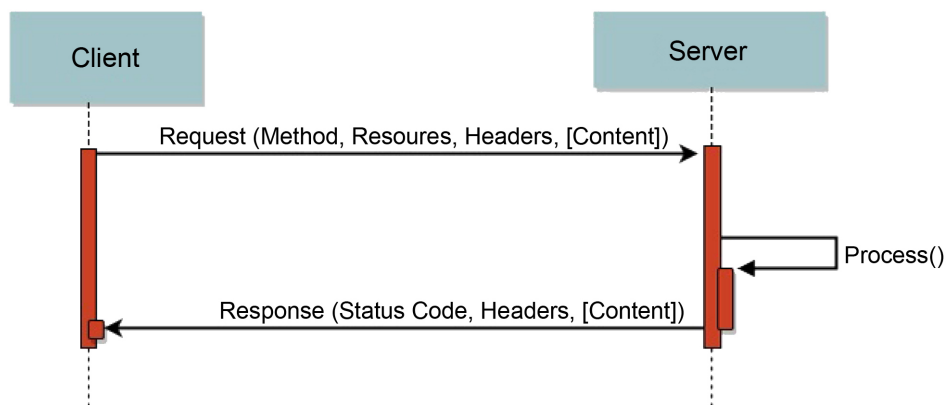 Client
Server
Request (Method, Resoures, Headers, [Content])
Process()
Response (Status Code, Headers, [Content])